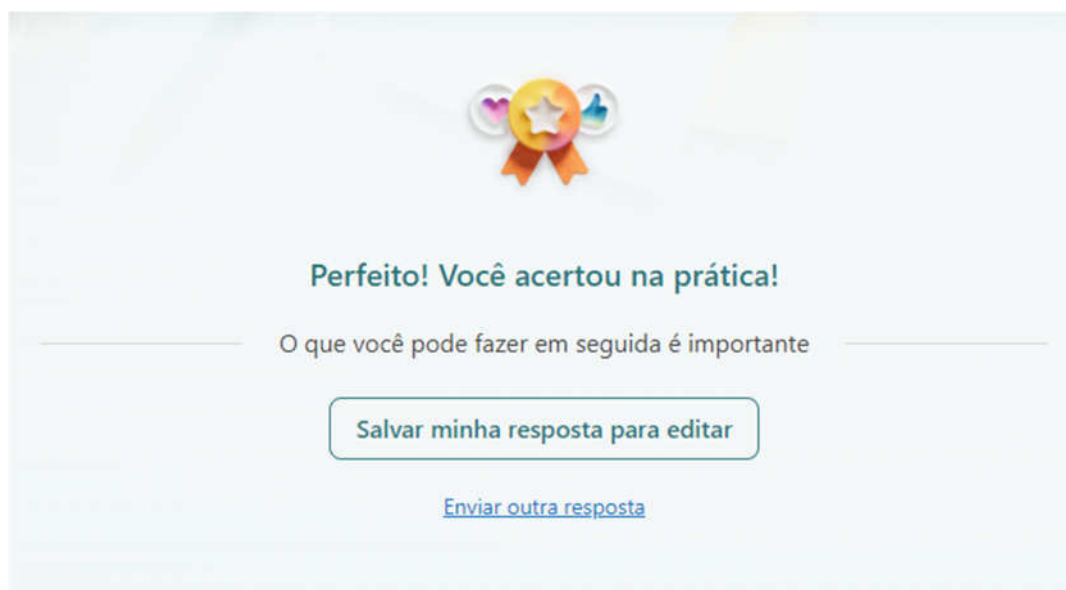 Perfeito! Você acertou na prática!
O que você pode fazer em seguida é importante
Salvar minha resposta para editar
Enviar outra resposta